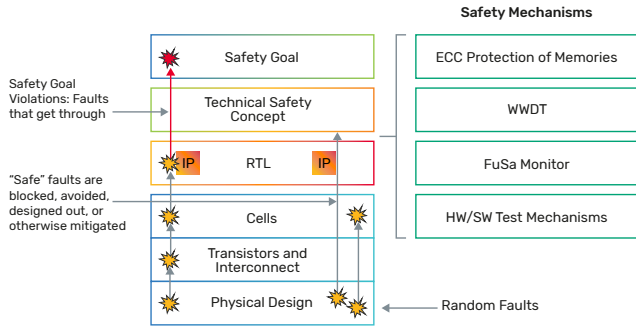 Safety Mechanisms
Safety Goal
ECC Protection of Memories
Safety Goal
Violations: Faults
that get through
Technical Safety
Concept
WWDT
IP
RTL
IP
FuSa Monitor
“Safe” faults are
blocked, avoided,
designed out, or
otherwise mitigated
Cells
HW/SW Test Mechanisms
Transistors and
Interconnect
Physical Design
Random Faults